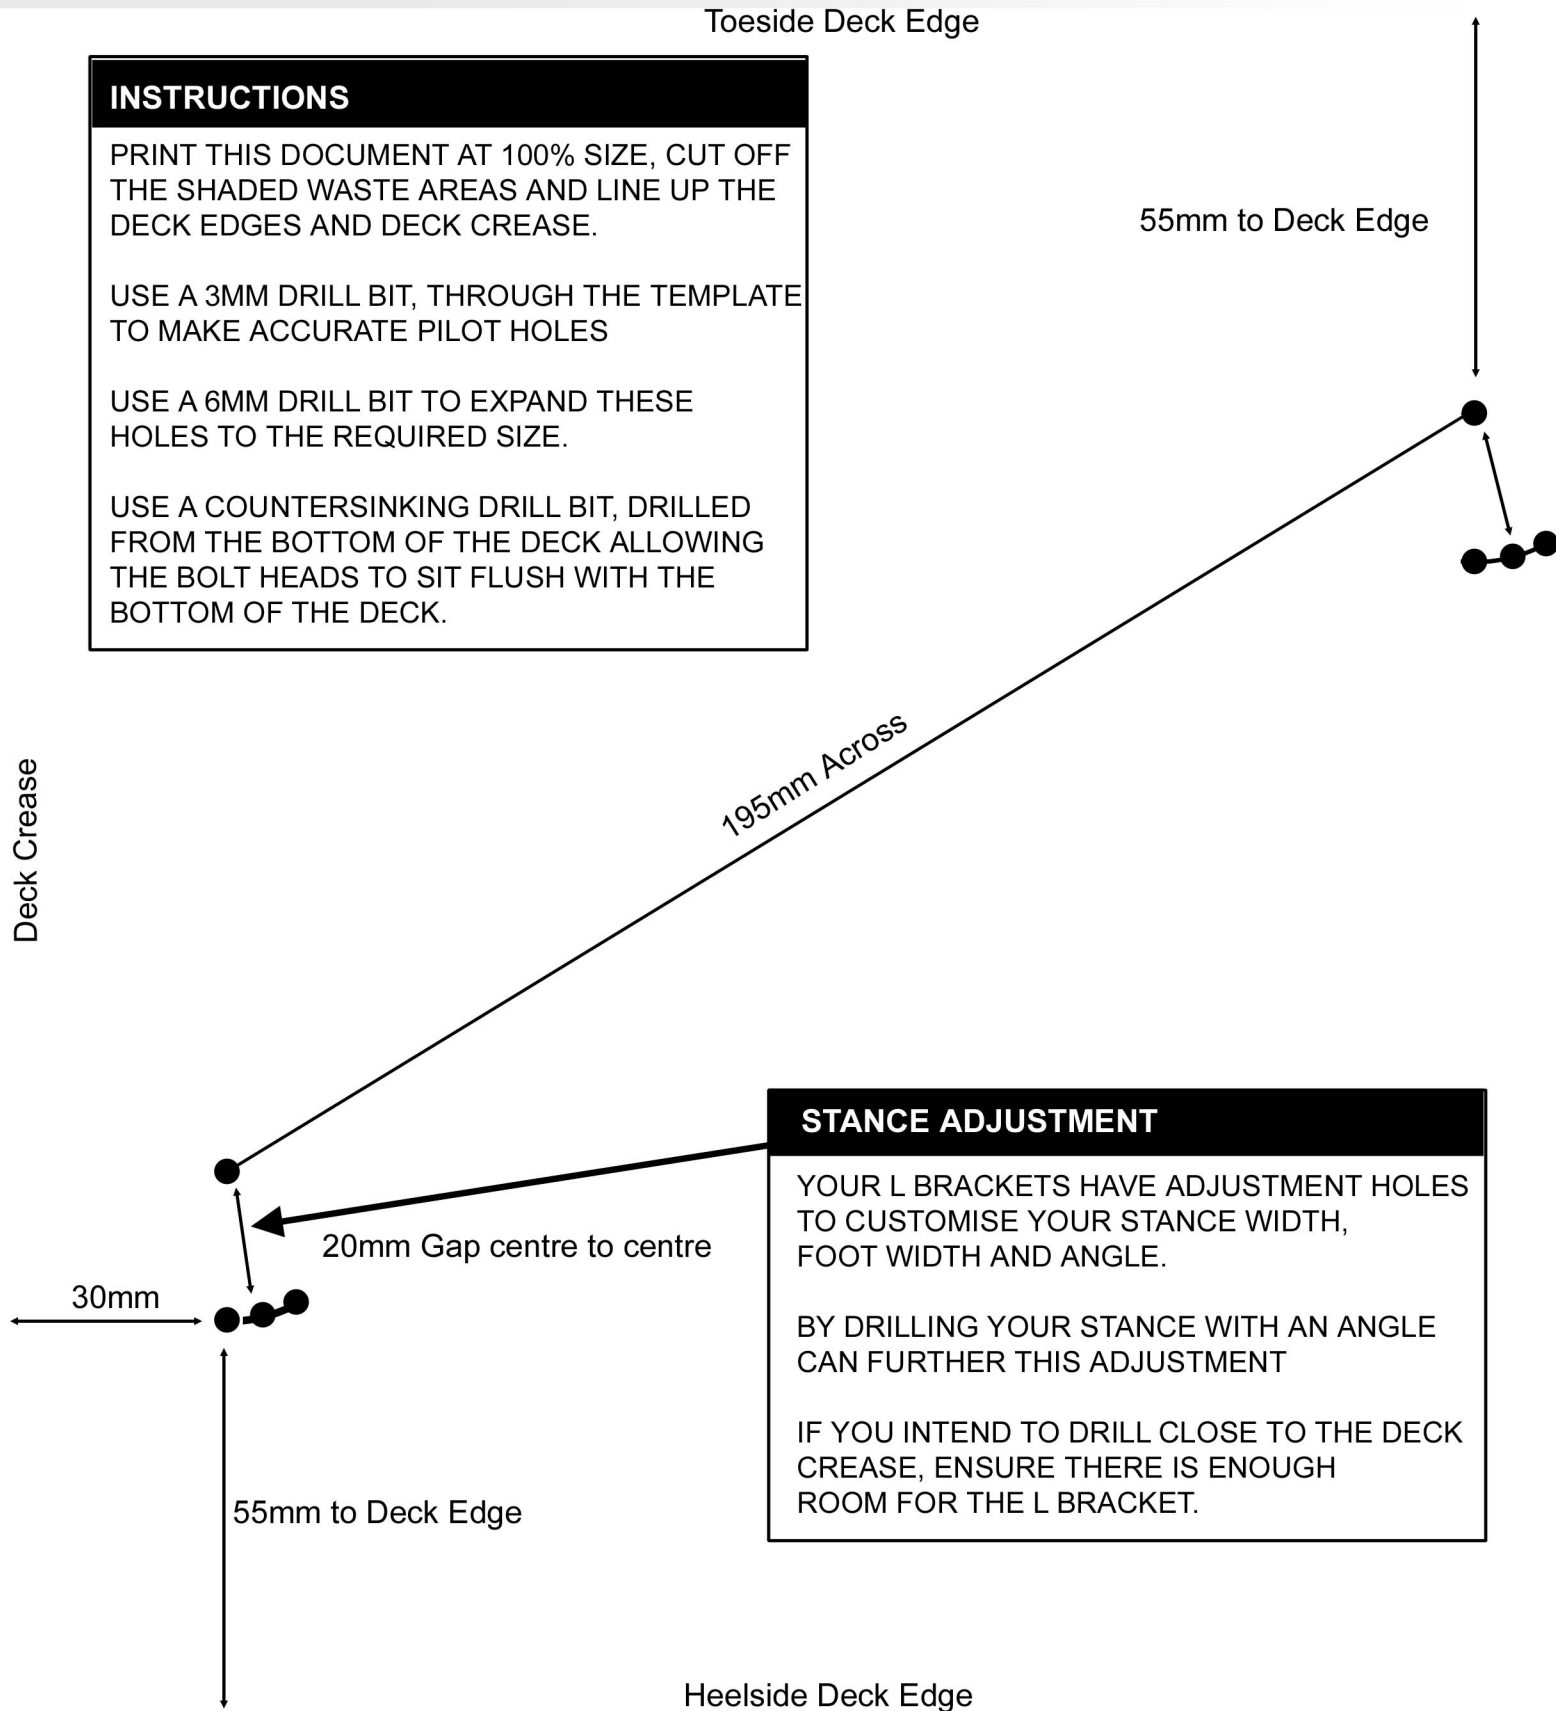 Toeside Deck Edge
INSTRUCTIONS
PRINT THIS DOCUMENT AT 100% SIZE, CUT OFF
THE SHADED WASTE AREAS AND LINE UP THE
DECK EDGES AND DECK CREASE.
USE A 3MM DRILL BIT, THROUGH THE TEMPLATE
TO MAKE ACCURATE PILOT HOLES
USE A 6MM DRILL BIT TO EXPAND THESE
HOLES TO THE REQUIRED SIZE.
USE A COUNTERSINKING DRILL BIT, DRILLED
FROM THE BOTTOM OF THE DECK ALLOWING
THE BOLT HEADS TO SIT FLUSH WITH THE
BOTTOM OF THE DECK.
55mm to Deck Edge
195mm Across
Deck Crease
STANCE ADJUSTMENT
YOUR L BRACKETS HAVE ADJUSTMENT HOLES
TO CUSTOMISE YOUR STANCE WIDTH,
FOOT WIDTH AND ANGLE.
BY DRILLING YOUR STANCE WITH AN ANGLE
CAN FURTHER THIS ADJUSTMENT
IF YOU INTEND TO DRILL CLOSE TO THE DECK
CREASE, ENSURE THERE IS ENOUGH
ROOM FOR THE L BRACKET.
20mm Gap centre to centre
30mm
55mm to Deck Edge
Heelside Deck Edge